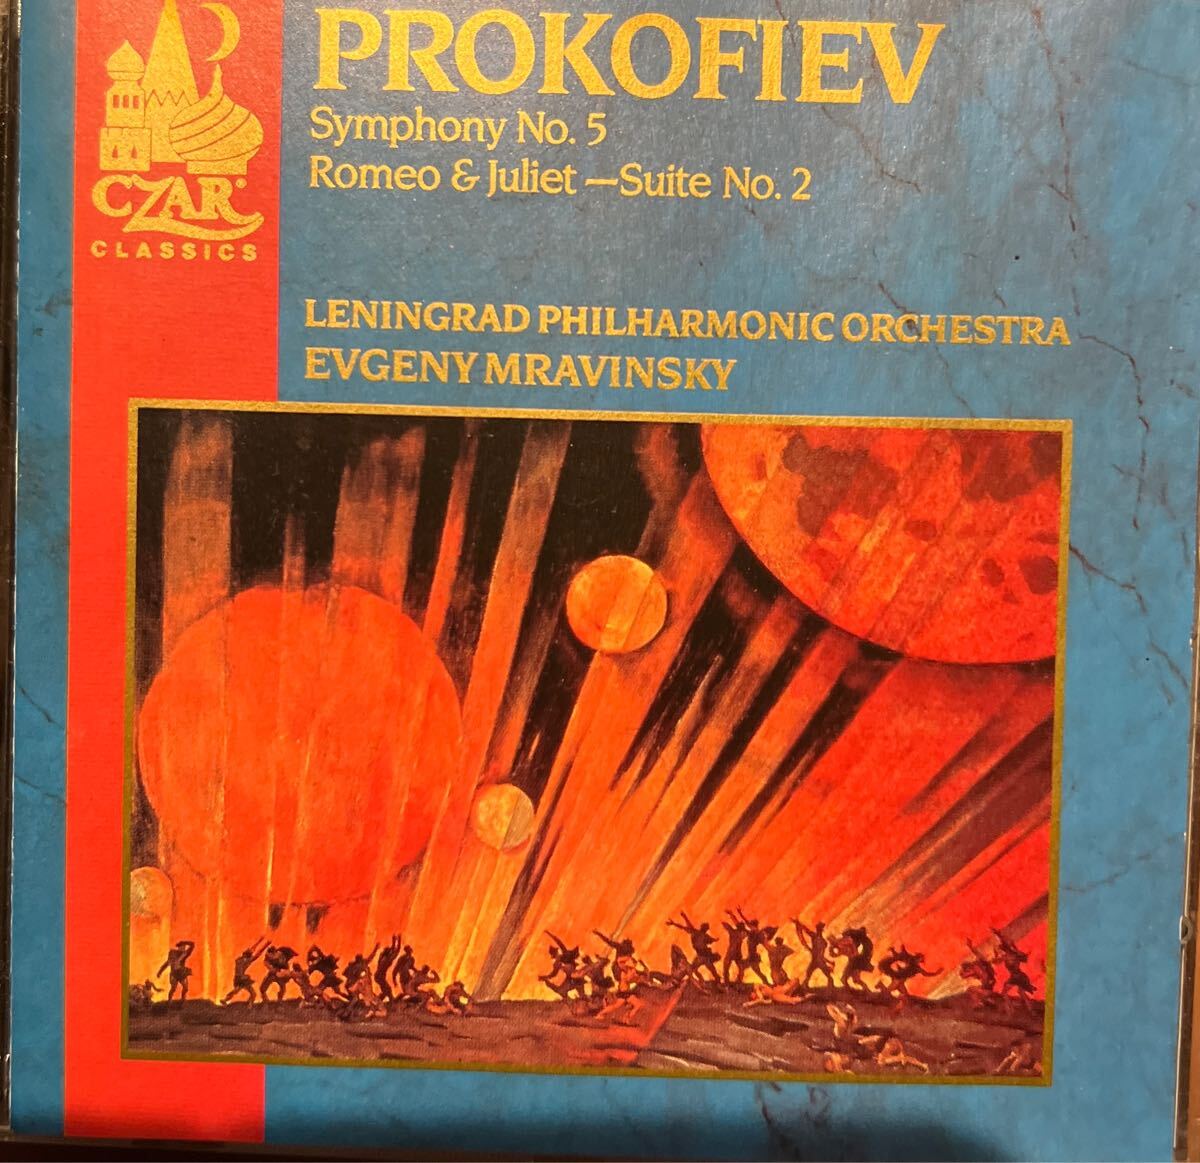 PROKOFIEV
Symphony No. 5
Romeo & Juliet —Suite No. 2
CZAR®
CLASSICS
LENINGRAD PHILHARMONIC ORCHESTRA
EVGENY MRAVINSKY